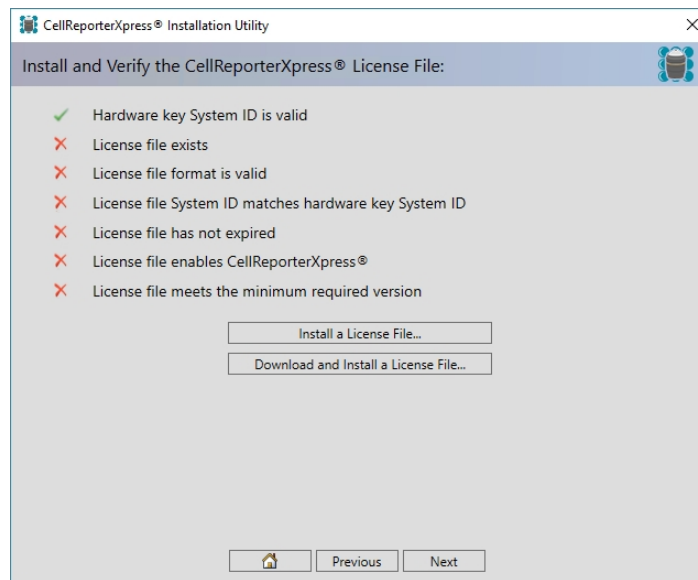 CellReporterXpress® Installation Utility
Install and Verify the CellReporterXpress® License File:
Hardware key System ID is valid
License file exists
License file format is valid
License file System ID matches hardware key System ID
License file has not expired
License file enables CellReporterXpress®
License file meets the minimum required version
Install a License File...
Download and Install a License File...
Previous Next